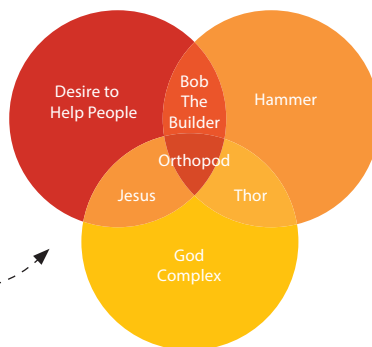 Desire to
Help People
Bob
The
Builder
Hammer
Orthopod
Jesus
Thor
God
Complex